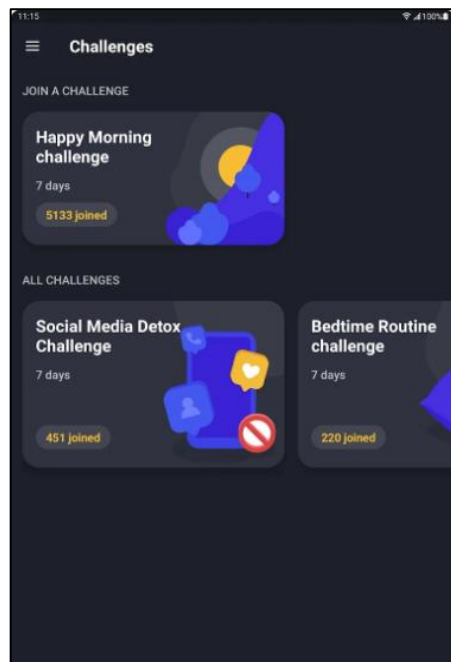 11:15
100%
Challenges
JOIN A CHALLENGE
Happy Morning
challenge
7 days
5133 joined
ALL CHALLENGES
Social Media Detox
Challenge
7 days
451 joined
Bedtime Routine
challenge
7 days
220 joined